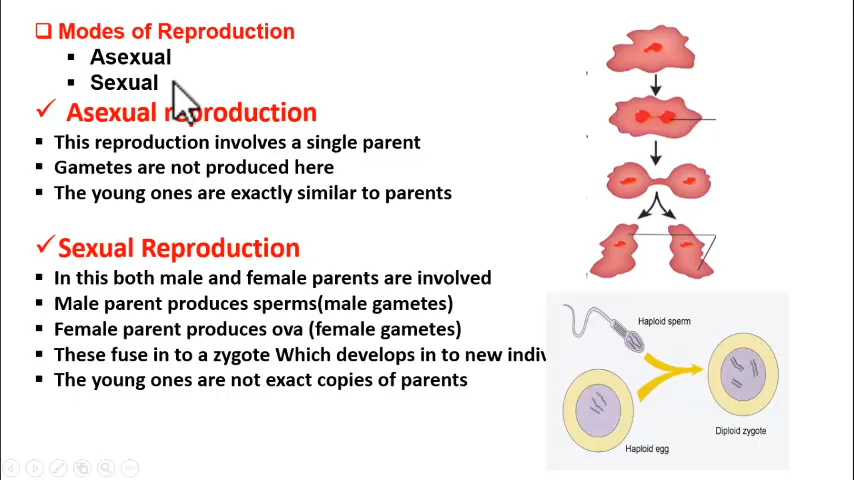 Modes of Reproduction
Asexual
Sexual
Asexual reproduction
This reproduction involves a single parent
Gametes are not produced here
The young ones are exactly similar to parents
Sexual Reproduction
In this both male and female parents are involved
Male parent produces sperms(male gametes)
Female parent produces ova (female gametes)
These fuse in to a zygote Which develops in to new
The young ones are not exact copies of parents
Haploid sperm
Diploid zygote
Haploid egg